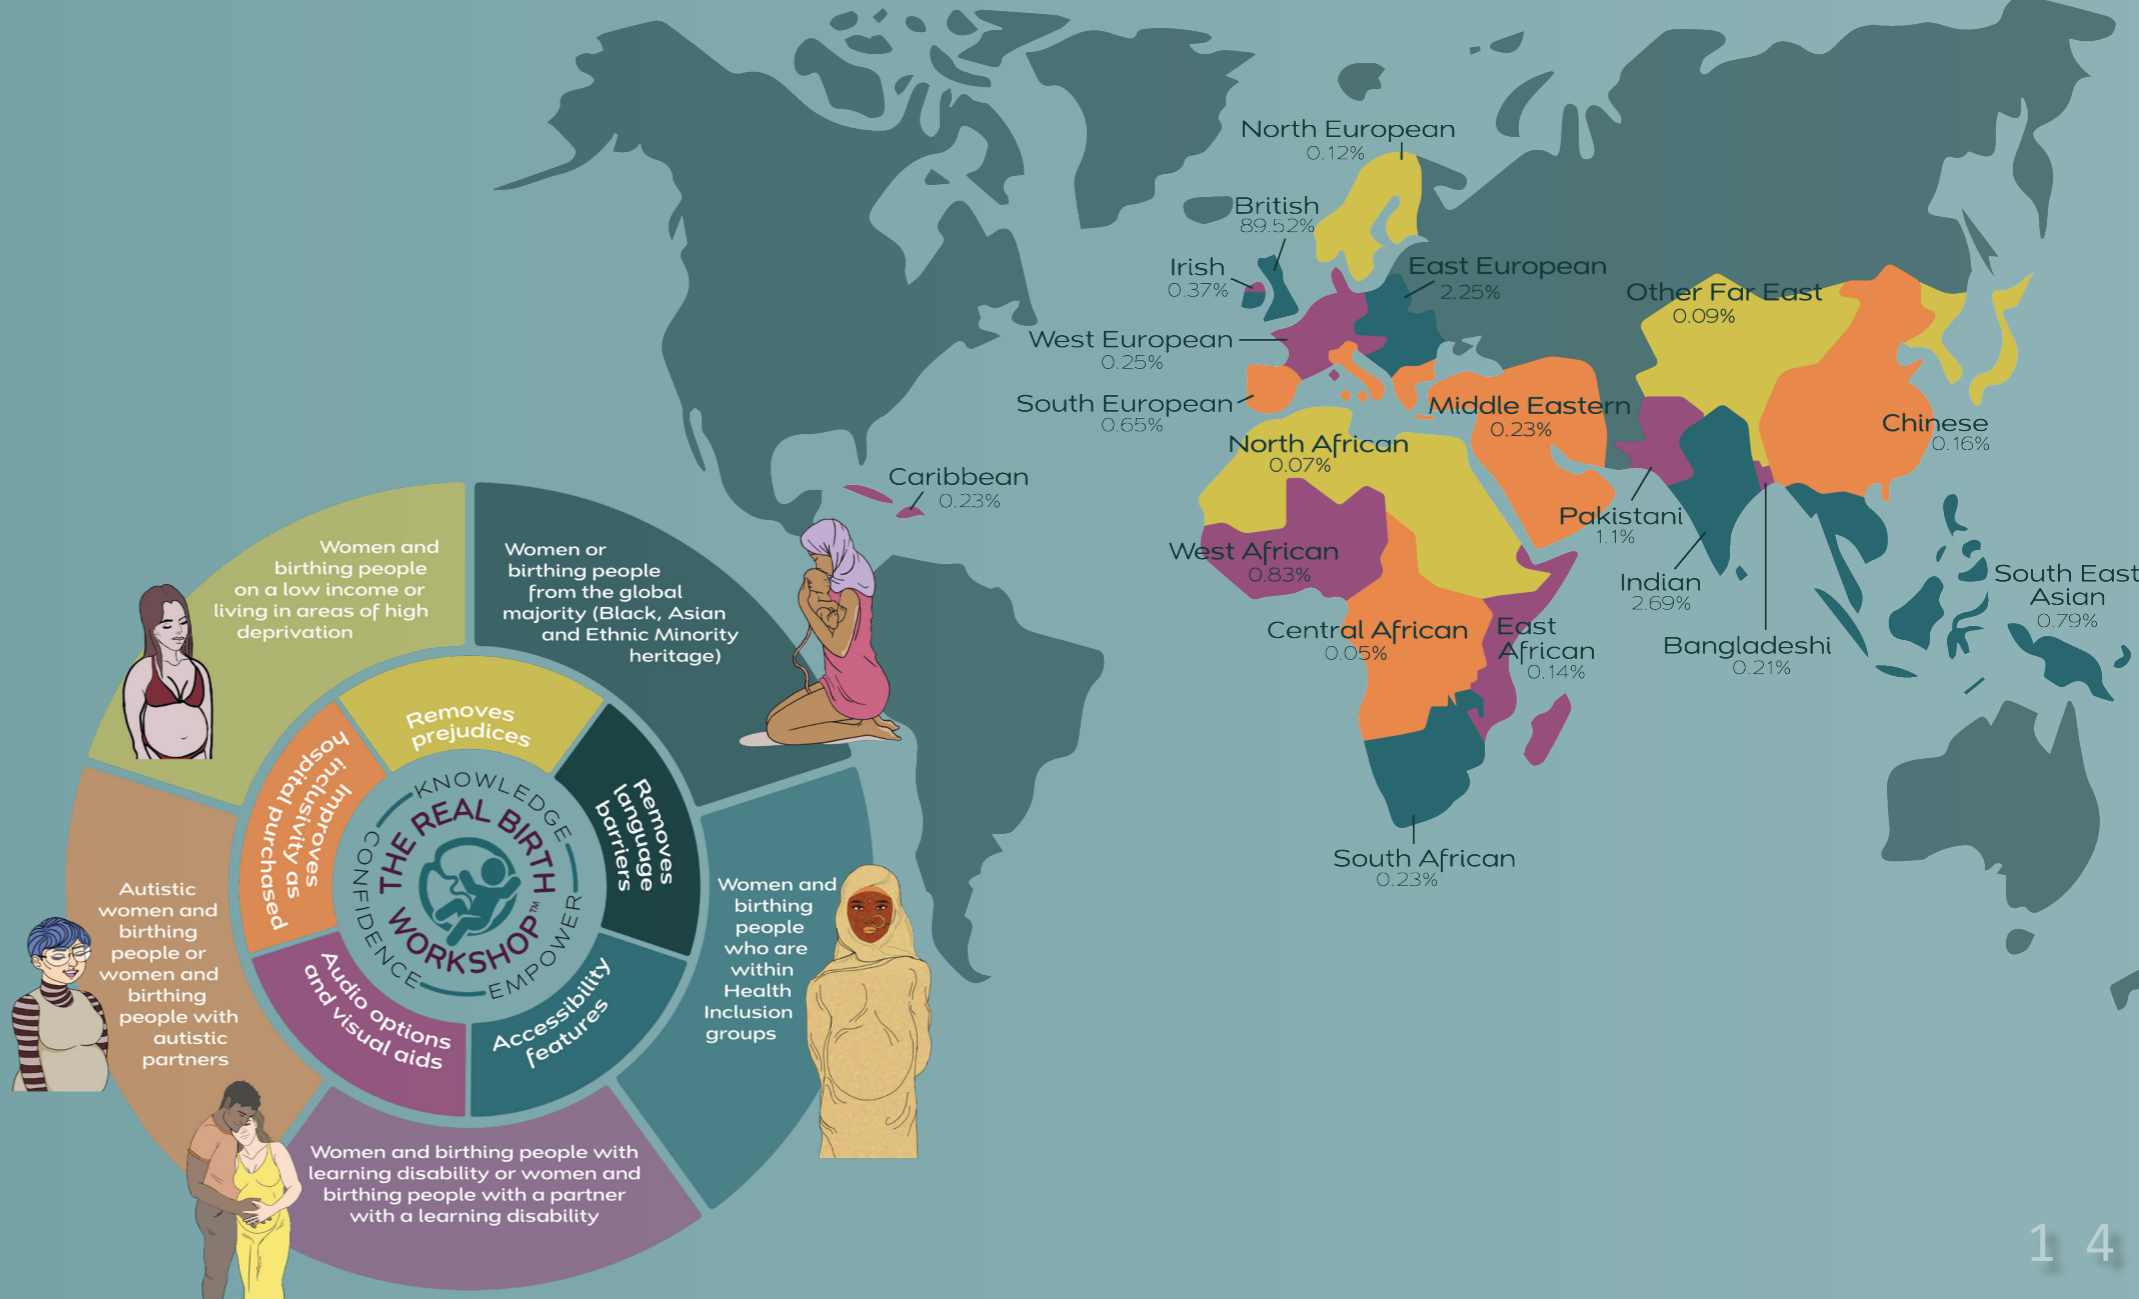 North European
0.12%
British
89.52%
Irish
0.37%
East European
2.25%
West European
0.25%
South European
0.65%
Other Far East
0.09%
Middle Eastern
0.23%
Chinese
0.16%
North African
0.07%
Caribbean
0.23%
Pakistani
1.1%
West African
0.83%
Indian
2.69%
South East
Asian
0.79%
Central African
0.05%
East
African
0.14%
Bangladeshi
0.21%
South African
0.23%
Women and
birthing people
on a low income or
living in areas of high
deprivation
Women or
birthing people
from the global
majority (Black, Asian
and Ethnic Minority
heritage)
Women and
birthing
people
who are
within
Health
Inclusion
groups
Women and birthing people with
learning disability or women and
birthing people with a partner
with a learning disability
Autistic
women and
birthing
people or
women and
birthing
people with
autistic
partners
Removes
prejudices
Removes
language
barriers
Accessibility
features
Audio options
and visual aids
Improves
inclusivity as
hospital purchased
KNOWLEDGE
EMPOWER
CONFIDENCE
THE REAL BIRTH
WORKSHOP™
14